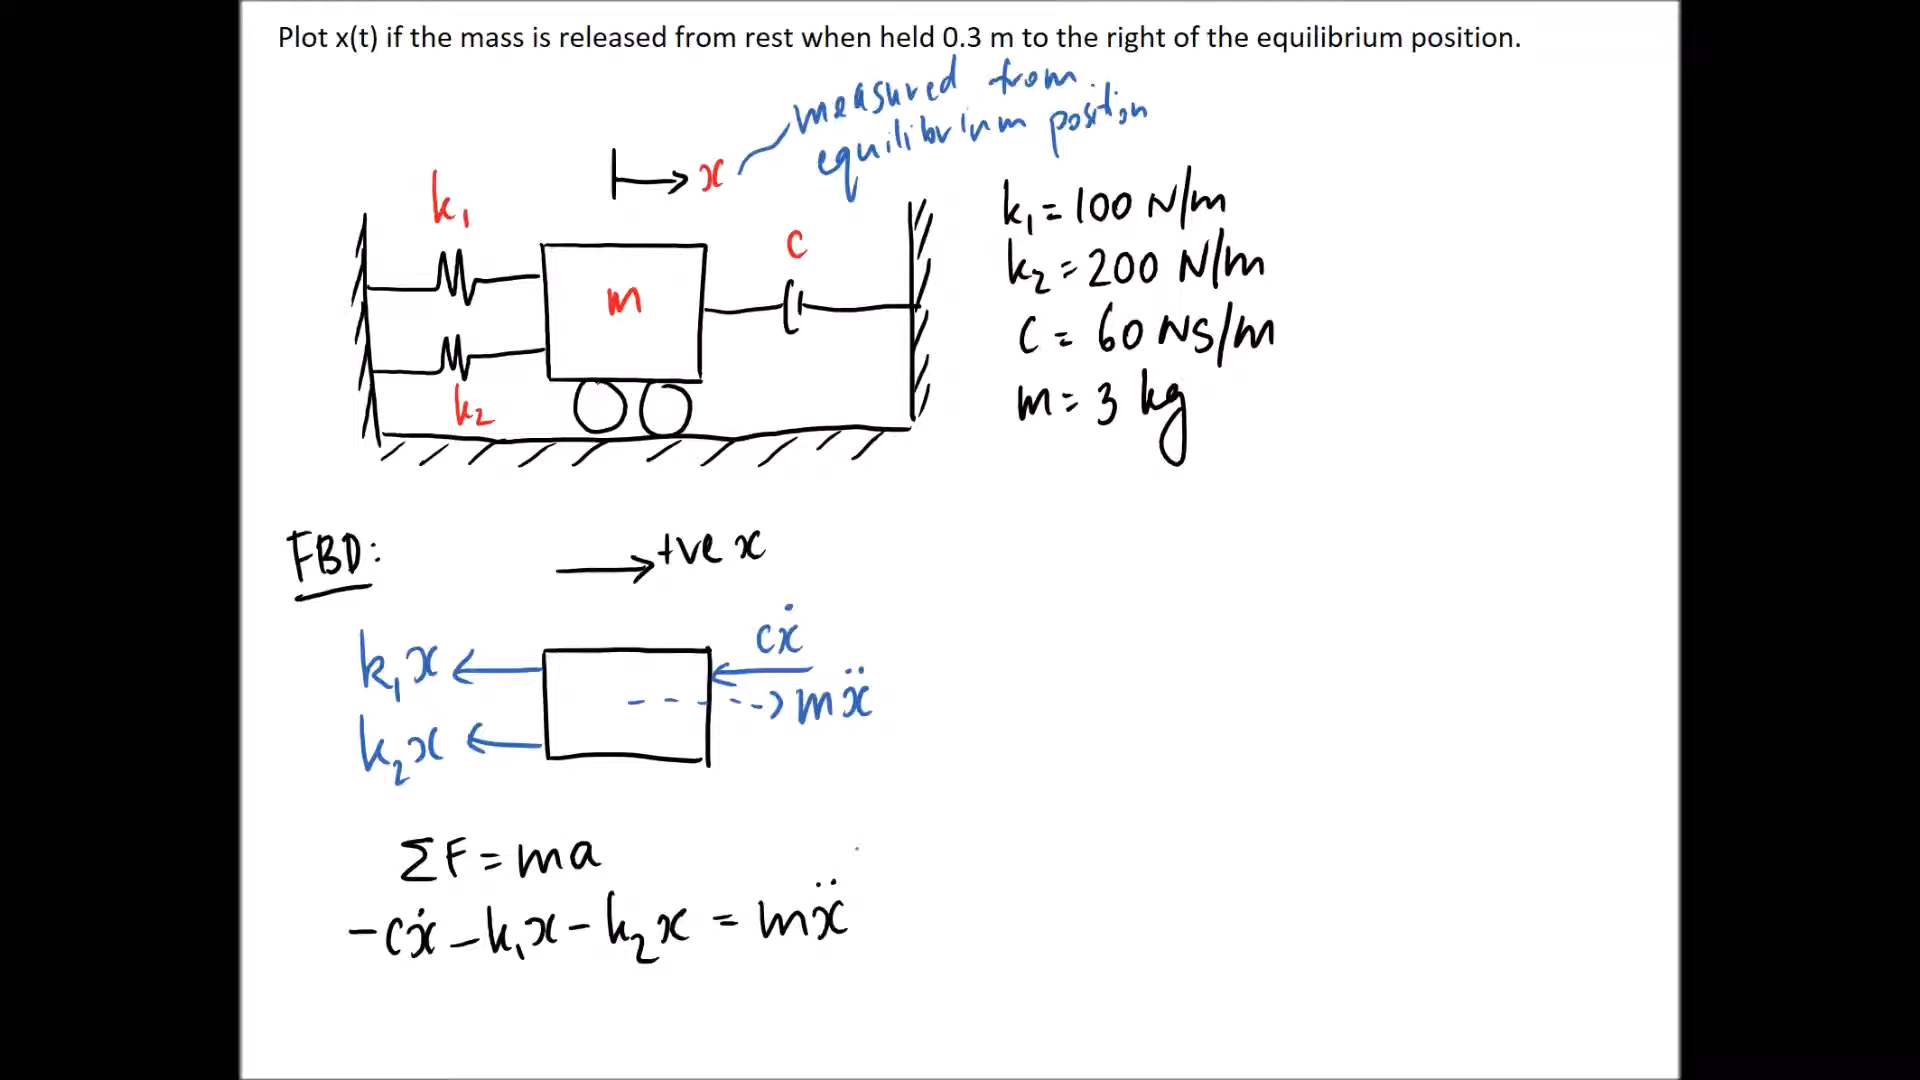 Plot x(t) if the mass is released from rest when held 0.3 m to the right of the equilibrium position.
measured from
equilibrium position
x
k₁
k₁ = 100 N/m
c
k₂ = 200 N/m
m
c = 60 Ns/m
k₂
m = 3 kg
FBD:
+ve x
cẋ
k₁x
mẍ
k₂x
ΣF = ma
-cẋ - k₁x - k₂x = mẍ